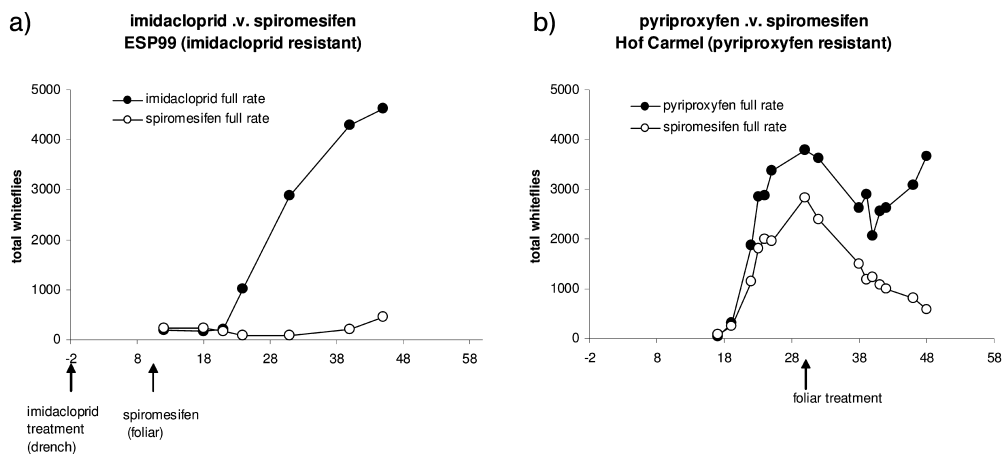 a)
imidacloprid .v. spiromesifen
ESP99 (imidacloprid resistant)
imidacloprid full rate
spiromesifen full rate
total whiteflies
5000
4000
3000
2000
1000
0
-2 8 18 28 38 48 58
imidacloprid
treatment
(drench)
spiromesifen
(foliar)
b)
pyriproxyfen .v. spiromesifen
Hof Carmel (pyriproxyfen resistant)
pyriproxyfen full rate
spiromesifen full rate
total whiteflies
5000
4000
3000
2000
1000
0
-2 8 18 28 38 48 58
foliar treatment